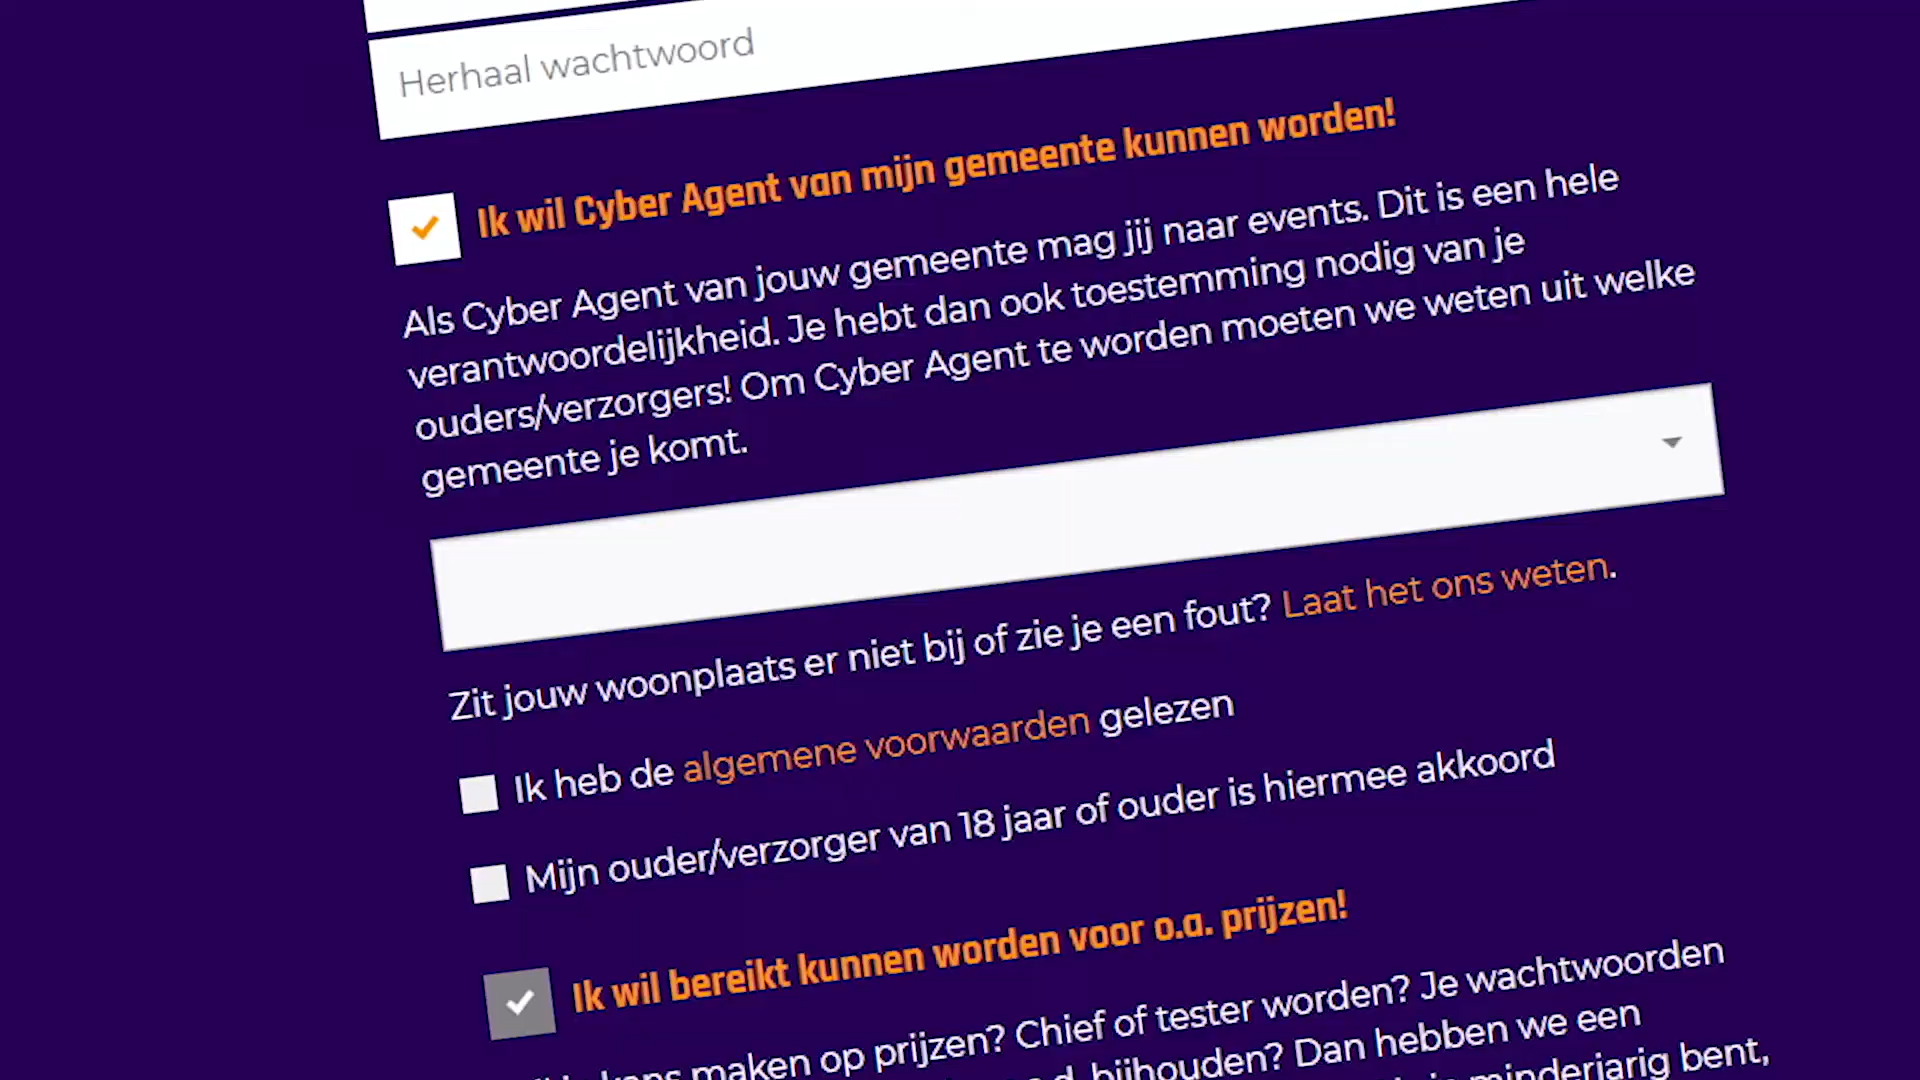 Herhaal wachtwoord
Ik wil Cyber Agent van mijn gemeente kunnen worden!
Als Cyber Agent van jouw gemeente mag jij naar events. Dit is een hele
verantwoordelijkheid. Je hebt dan ook toestemming nodig van je
ouders/verzorgers! Om Cyber Agent te worden moeten we weten uit welke
gemeente je komt.
Zit jouw woonplaats er niet bij of zie je een fout? Laat het ons weten.
Ik heb de algemene voorwaarden gelezen
Mijn ouder/verzorger van 18 jaar of ouder is hiermee akkoord
Ik wil bereikt kunnen worden voor o.a. prijzen!
kans maken op prijzen? Chief of tester worden? Je wachtwoorden
bijhouden? Dan hebben we een
minderjarig bent,